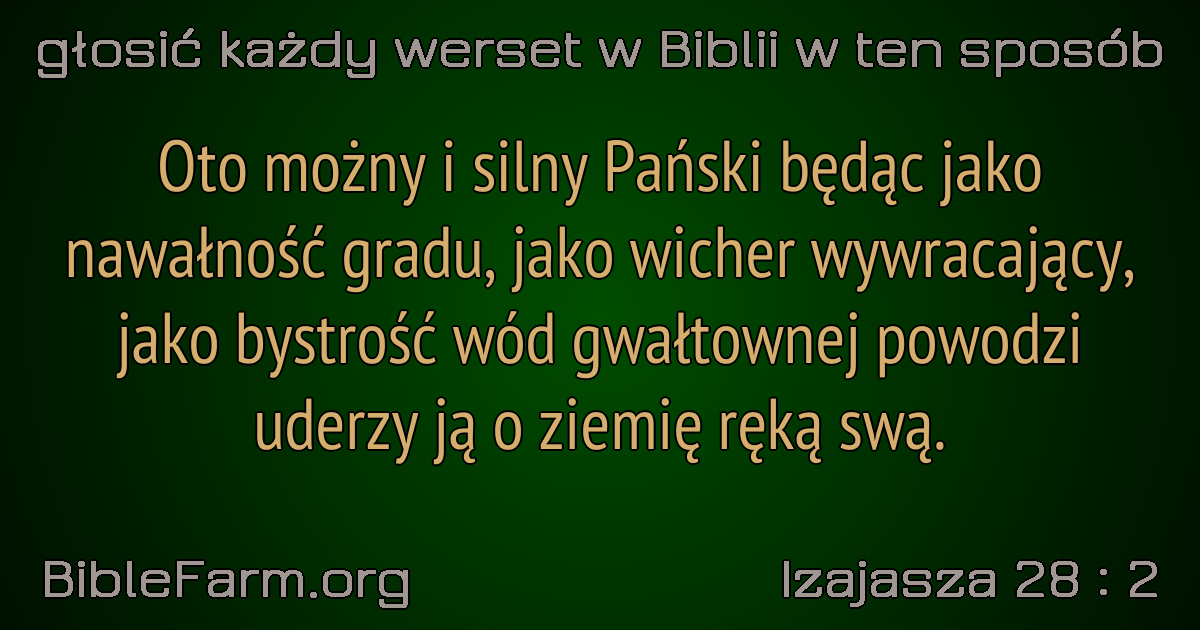 głosić każdy werset w Biblii w ten sposób
Oto możny i silny Pański będąc jako
nawałność gradu, jako wicher wywracający,
jako bystrość wód gwałtownej powodzi
uderzy ją o ziemię ręką swą.
BibleFarm.org
Izajasza 28 : 2